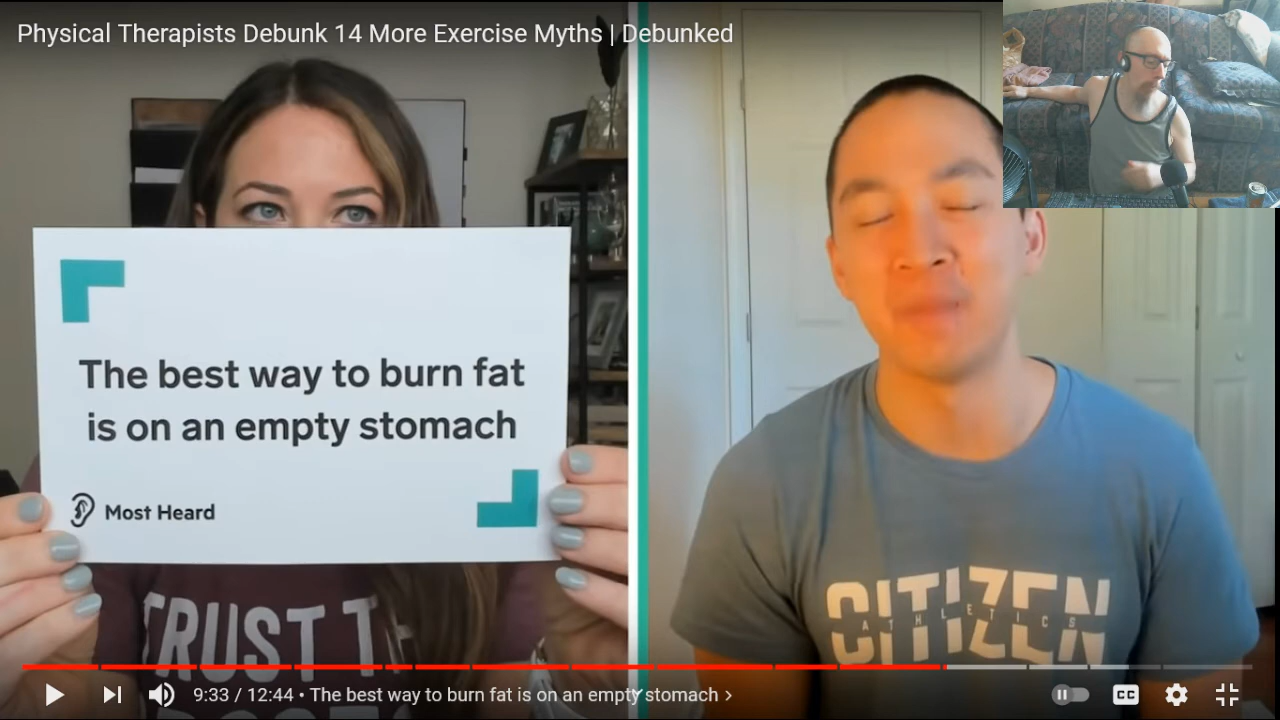 Physical Therapists Debunk 14 More Exercise Myths | Debunked
The best way to burn fat
is on an empty stomach
Most Heard
TRUST T
CITIZEN
ATHLETICS
9:33 / 12:44 • The best way to burn fat is on an empty stomach >
CC